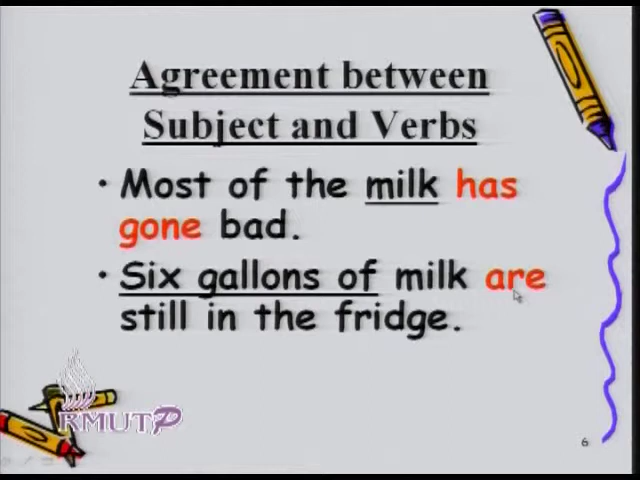 Agreement between
Subject and Verbs
• Most of the milk has
gone bad.
• Six gallons of milk are
still in the fridge.
RMUTP
6